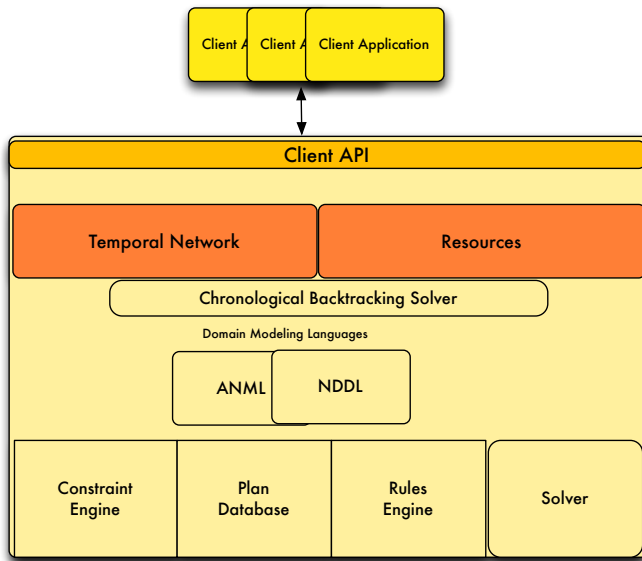 Client A
Client A
Client Application
Client API
Temporal Network
Resources
Chronological Backtracking Solver
Domain Modeling Languages
ANML
NDDL
Constraint
Engine
Plan
Database
Rules
Engine
Solver